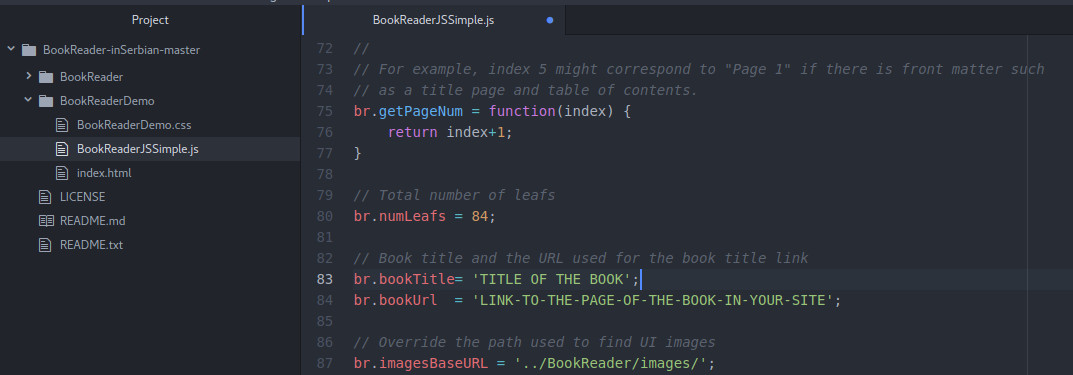 Project
BookReader-inSerbian-master
BookReader
BookReaderDemo
BookReaderDemo.css
BookReaderJSSimple.js
index.html
LICENSE
README.md
README.txt
BookReaderJSSimple.js
72 //
73 // For example, index 5 might correspond to "Page 1" if there is front matter such
74 // as a title page and table of contents.
75 br.getPageNum = function(index) {
76     return index+1;
77 }
78
79 // Total number of leafs
80 br.numLeafs = 84;
81
82 // Book title and the URL used for the book title link
83 br.bookTitle= 'TITLE OF THE BOOK';
84 br.bookUrl  = 'LINK-TO-THE-PAGE-OF-THE-BOOK-IN-YOUR-SITE';
85
86 // Override the path used to find UI images
87 br.imagesBaseURL = '../BookReader/images/';